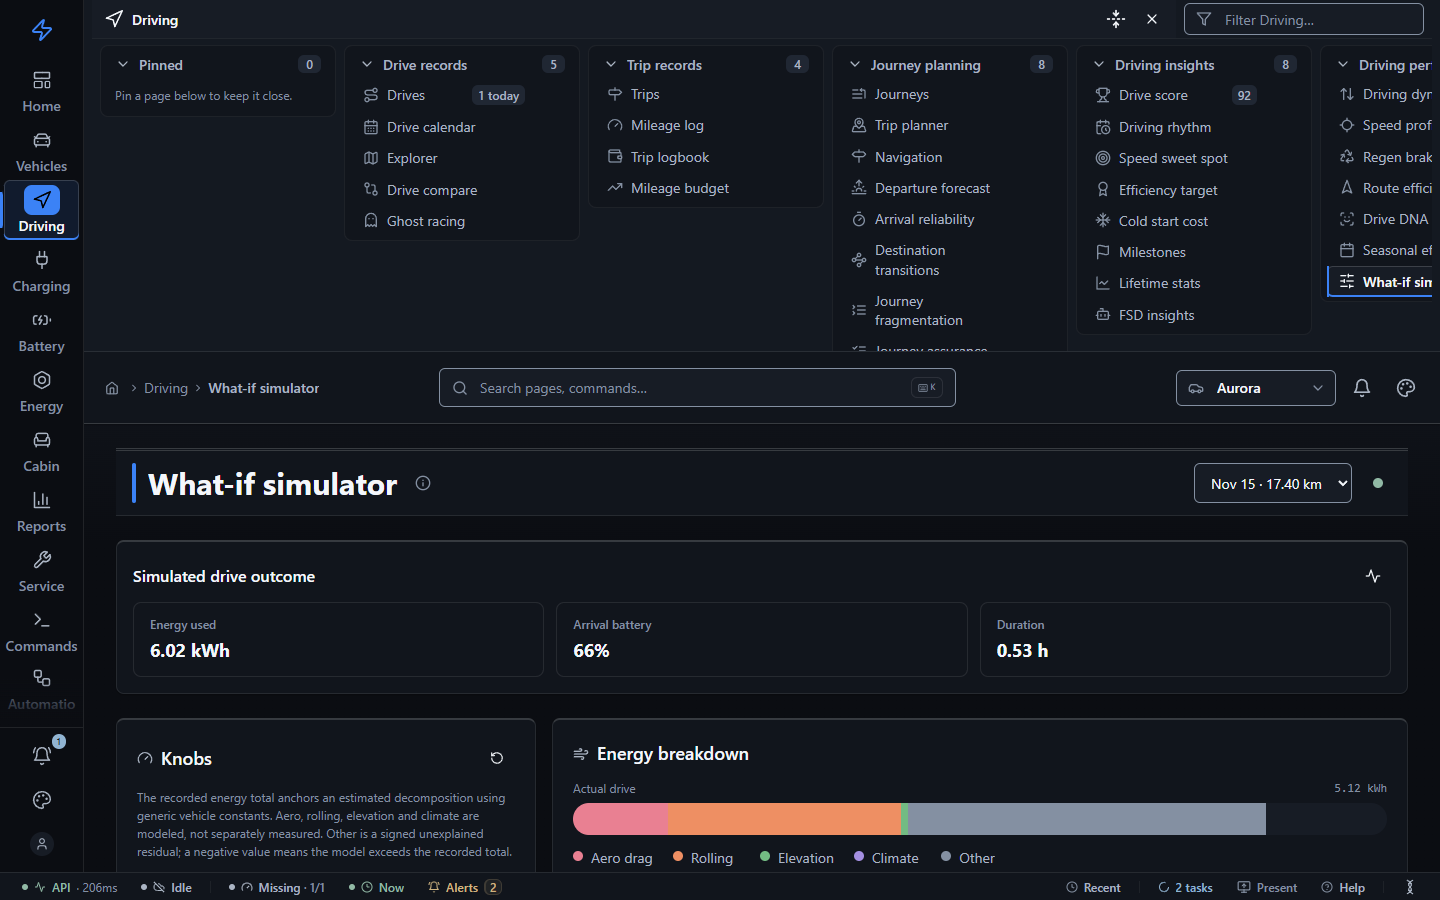 Driving
Filter Driving...
Home
Vehicles
Driving
Charging
Battery
Energy
Cabin
Reports
Service
Commands
Automatio
1
Pinned 0
Pin a page below to keep it close.
Drive records 5
Drives 1 today
Drive calendar
Explorer
Drive compare
Ghost racing
Trip records 4
Trips
Mileage log
Trip logbook
Mileage budget
Journey planning 8
Journeys
Trip planner
Navigation
Departure forecast
Arrival reliability
Destination
transitions
Journey
fragmentation
Journey assurance
Driving insights 8
Drive score 92
Driving rhythm
Speed sweet spot
Efficiency target
Cold start cost
Milestones
Lifetime stats
FSD insights
Driving per
Driving dyn
Speed prof
Regen brak
Route effici
Drive DNA
Seasonal ef
What-if sim
Driving What-if simulator
Search pages, commands...
K
Aurora
What-if simulator
Nov 15 · 17.40 km
Simulated drive outcome
Energy used
6.02 kWh
Arrival battery
66%
Duration
0.53 h
Knobs
The recorded energy total anchors an estimated decomposition using
generic vehicle constants. Aero, rolling, elevation and climate are
modeled, not separately measured. Other is a signed unexplained
residual; a negative value means the model exceeds the recorded total.
Energy breakdown
Actual drive 5.12 kWh
Aero drag Rolling Elevation Climate Other
API · 206ms Idle Missing · 1/1 Now Alerts 2 Recent 2 tasks Present Help